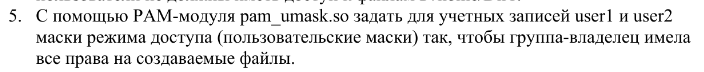 5. С помощью PAM-модуля pam_umask.so задать для учетных записей user1 и user2
маски режима доступа (пользовательские маски) так, чтобы группа-владелец имела
все права на создаваемые файлы.